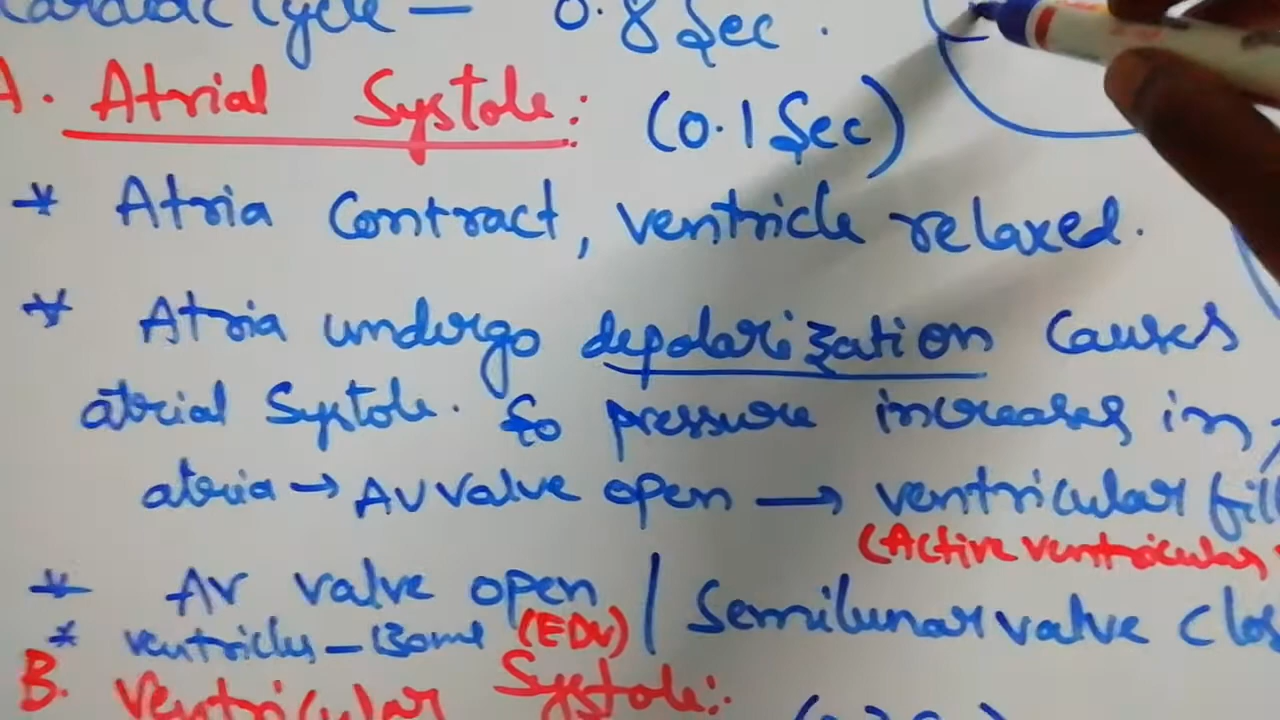 Cardiac Cycle — 0.8 Sec.
A. Atrial Systole: (0.1 Sec)
* Atria Contract, ventricle relaxed.
* Atria undergo depolarization Causes
atrial Systole. So pressure increases in
atria → AV valve open → ventricular fill
(Active ventricular
* AV valve open / Semilunar valve clos
* ventricles – 130ml (EDV)
B. Ventricular Systole: